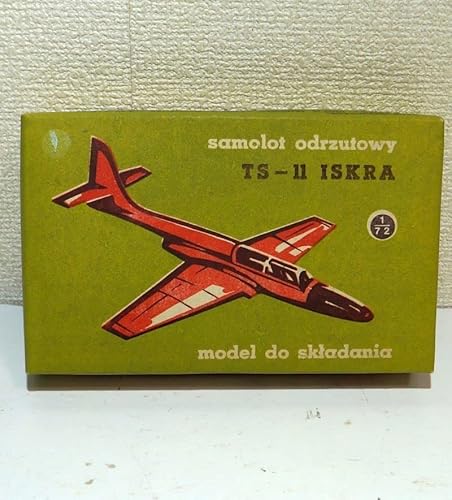 samolot odrzutowy
TS-11 ISKRA
1/72
model do składania